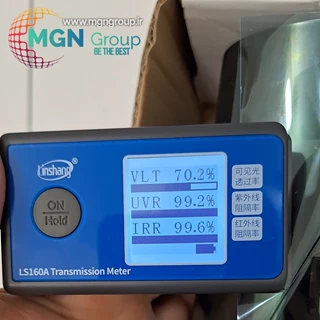 www.mgngroup.ir
MGN Group
BE THE BEST
Linshang®
ON
Hold
VLT 70.2%
UVR 99.2%
IRR 99.6%
可见光
透过率
紫外线
阻隔率
红外线
阻隔率
LS160A Transmission Meter